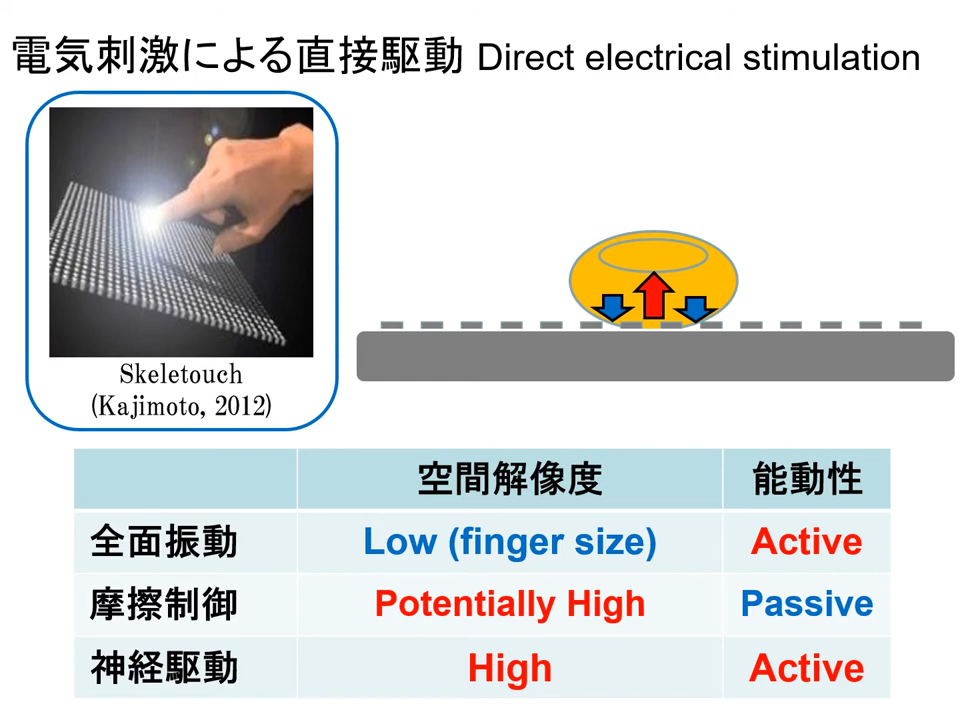 電気刺激による直接駆動 Direct electrical stimulation
Skeletouch
(Kajimoto, 2012)
空間解像度 能動性
全面振動 Low (finger size) Active
摩擦制御 Potentially High Passive
神経駆動 High Active